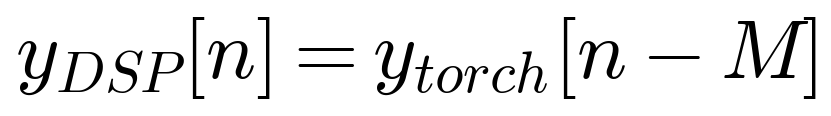 y_{DSP}[n] = y_{torch}[n − M]